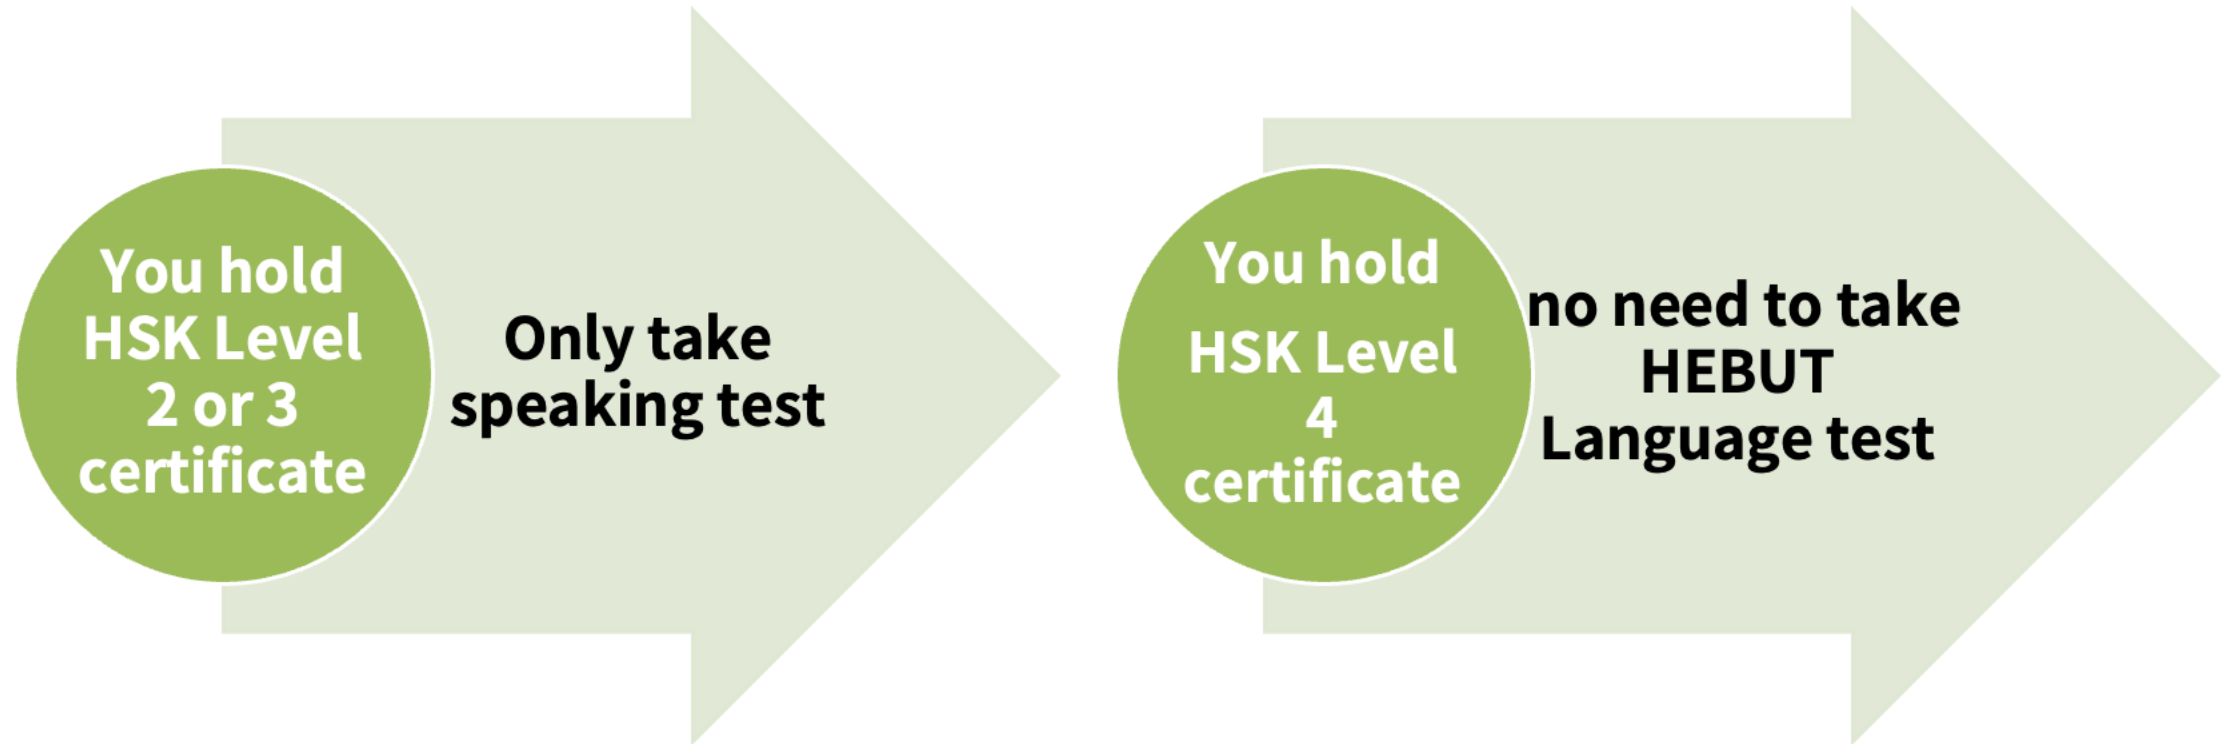 You hold
HSK Level
2 or 3
certificate
Only take
speaking test
You hold
HSK Level
4
certificate
no need to take
HEBUT
Language test